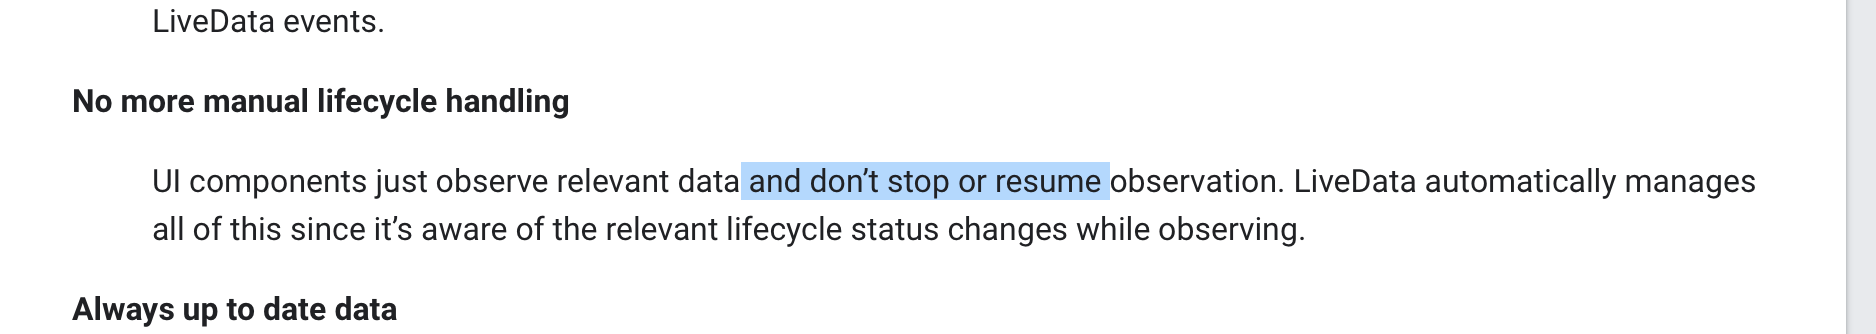 LiveData events.
No more manual lifecycle handling
UI components just observe relevant data and don’t stop or resume observation. LiveData automatically manages
all of this since it’s aware of the relevant lifecycle status changes while observing.
Always up to date data